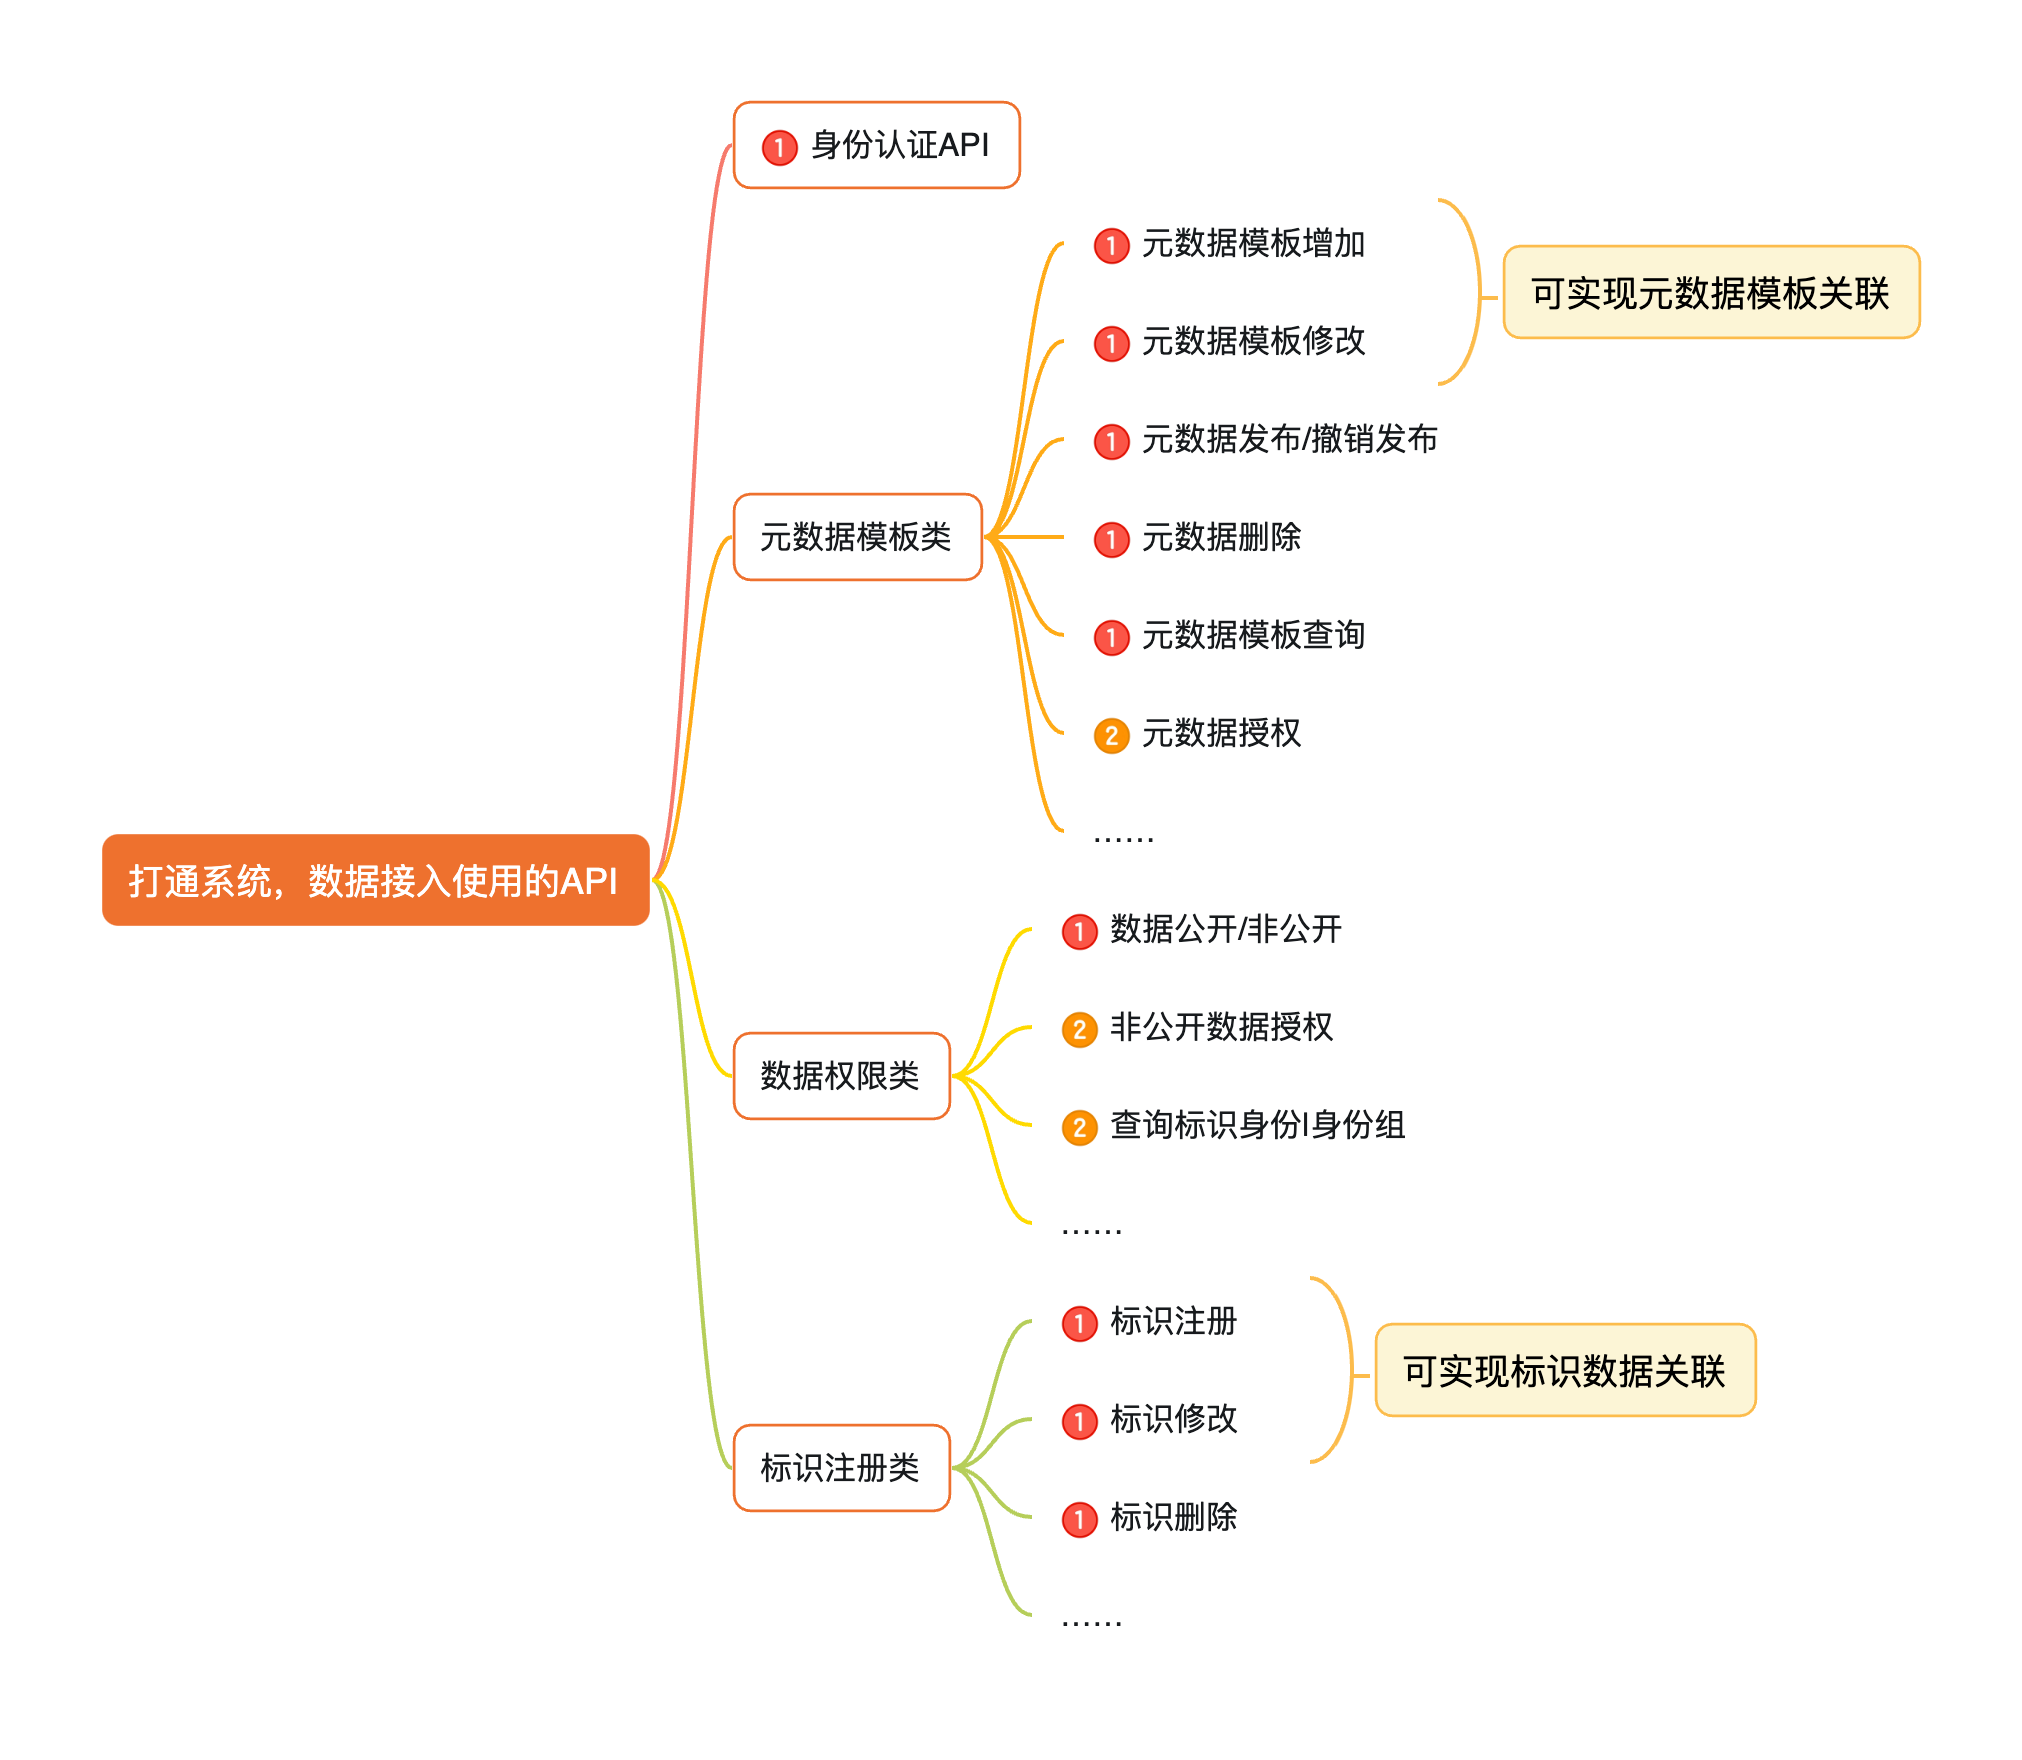 打通系统，数据接入使用的API
1 身份认证API
元数据模板类
1 元数据模板增加
1 元数据模板修改
可实现元数据模板关联
1 元数据发布/撤销发布
1 元数据删除
1 元数据模板查询
2 元数据授权
……
数据权限类
1 数据公开/非公开
2 非公开数据授权
2 查询标识身份|身份组
……
标识注册类
1 标识注册
1 标识修改
可实现标识数据关联
1 标识删除
……